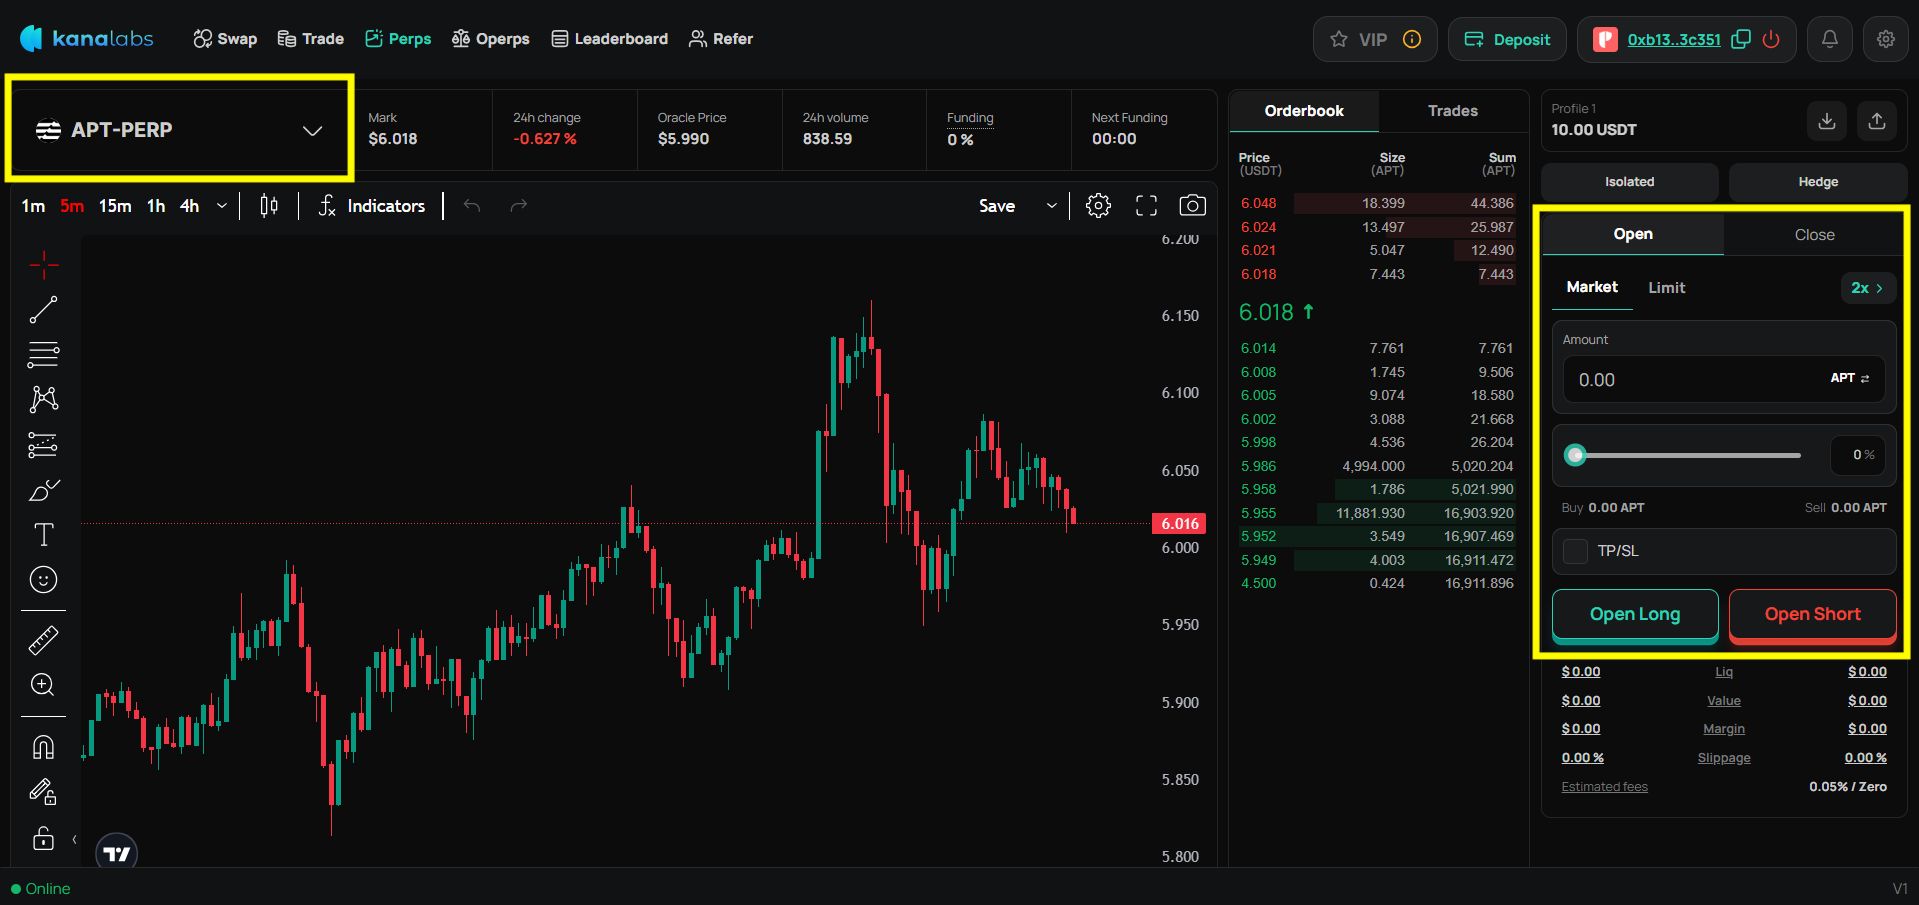 kanalabs Swap Trade Perps Operps Leaderboard Refer VIP Deposit 0xb13..3c351
APT-PERP
Mark
$6.018
24h change
-0.627 %
Oracle Price
$5.990
24h volume
838.59
Funding
0 %
Next Funding
00:00
1m 5m 15m 1h 4h Indicators Save
6.200
6.150
6.100
6.050
6.016
6.000
5.950
5.900
5.850
5.800
Orderbook Trades
Price Size Sum
(USDT) (APT) (APT)
6.048 18.399 44.386
6.024 13.497 25.987
6.021 5.047 12.490
6.018 7.443 7.443
6.018 ↑
6.014 7.761 7.761
6.008 1.745 9.506
6.005 9.074 18.580
6.002 3.088 21.668
5.998 4.536 26.204
5.986 4,994.000 5,020.204
5.958 1.786 5,021.990
5.955 11,881.930 16,903.920
5.952 3.549 16,907.469
5.949 4.003 16,911.472
4.500 0.424 16,911.896
Profile 1
10.00 USDT
Isolated Hedge
Open Close
Market Limit 2x >
Amount
0.00 APT
0 %
Buy 0.00 APT Sell 0.00 APT
TP/SL
Open Long Open Short
$ 0.00 Liq $ 0.00
$ 0.00 Value $ 0.00
$ 0.00 Margin $ 0.00
0.00 % Slippage 0.00 %
Estimated fees 0.05% / Zero
Online V1